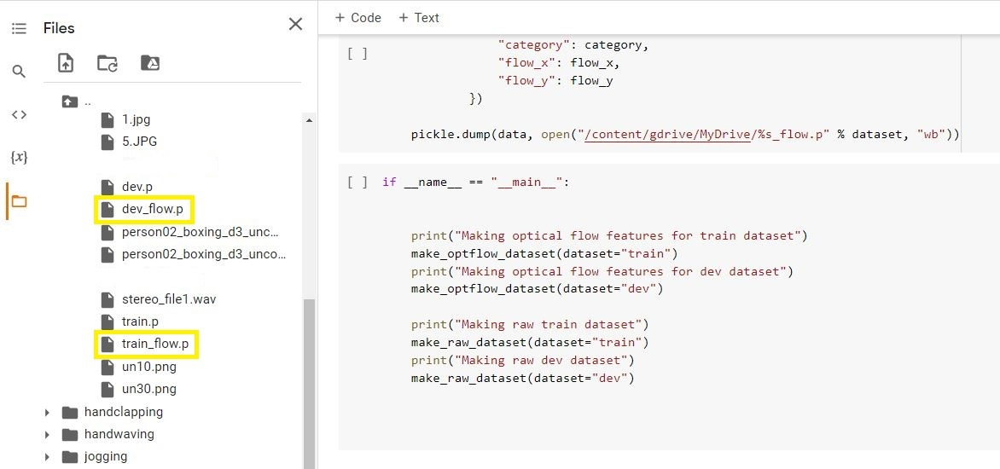 Files
{x}
..
1.jpg
5.JPG
dev.p
dev_flow.p
person02_boxing_d3_unc...
person02_boxing_d3_unco...
stereo_file1.wav
train.p
train_flow.p
un10.png
un30.png
handclapping
handwaving
jogging
+ Code + Text
[ ]
"category": category,
"flow_x": flow_x,
"flow_y": flow_y
})
pickle.dump(data, open("/content/gdrive/MyDrive/%s_flow.p" % dataset, "wb"))
[ ] if __name__ == "__main__":
print("Making optical flow features for train dataset")
make_optflow_dataset(dataset="train")
print("Making optical flow features for dev dataset")
make_optflow_dataset(dataset="dev")
print("Making raw train dataset")
make_raw_dataset(dataset="train")
print("Making raw dev dataset")
make_raw_dataset(dataset="dev")